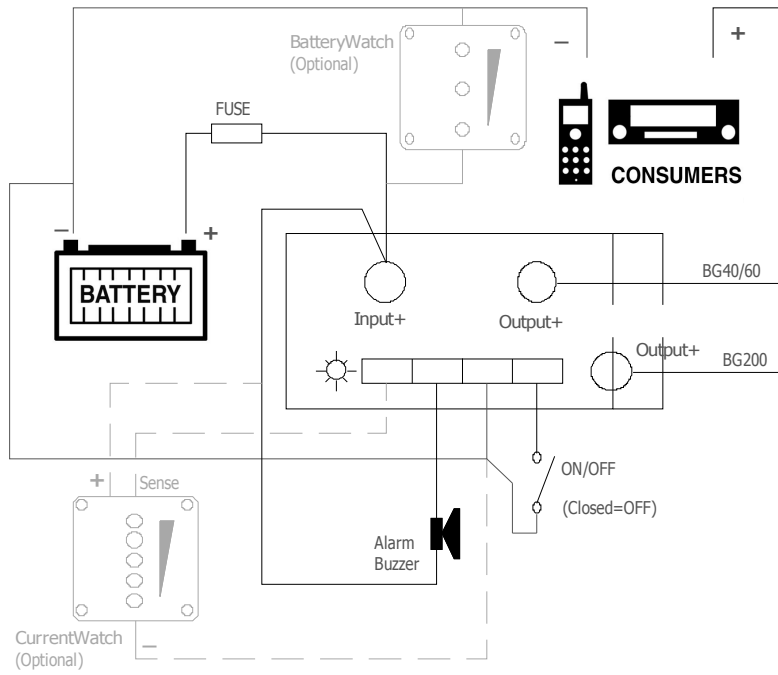 BatteryWatch
(Optional)
−
+
FUSE
CONSUMERS
−
+
BATTERY
Input+
Output+
BG40/60
Output+
BG200
+
Sense
ON/OFF
(Closed=OFF)
Alarm
Buzzer
CurrentWatch
(Optional)
−